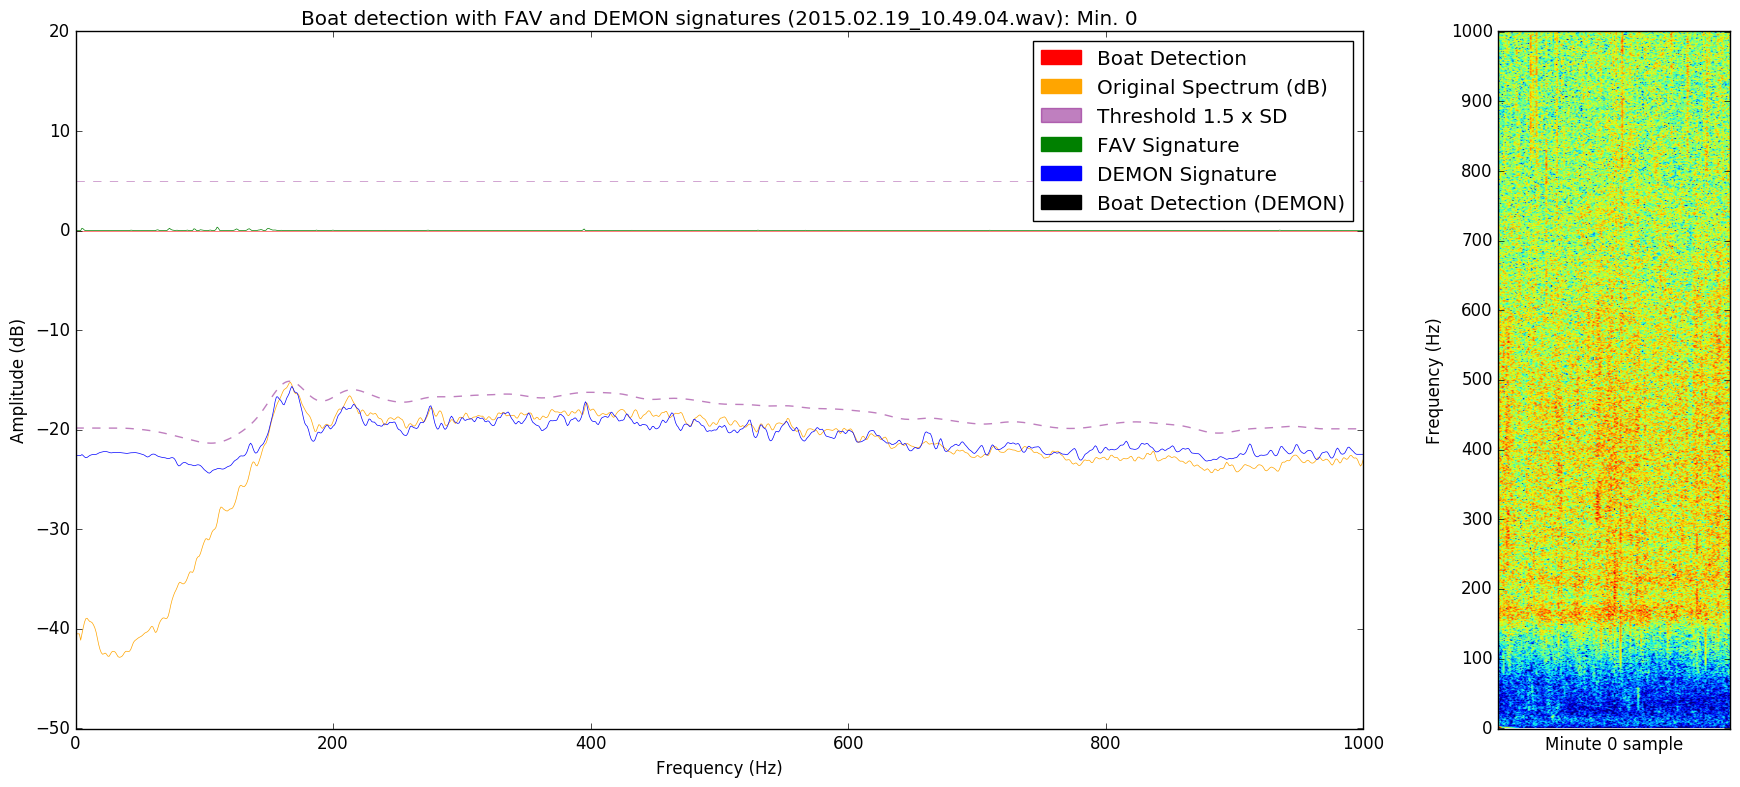 Boat detection with FAV and DEMON signatures (2015.02.19_10.49.04.wav): Min. 0
20
10
0
−10
−20
−30
−40
−50
Amplitude (dB)
0
200
400
600
800
1000
Frequency (Hz)
Boat Detection
Original Spectrum (dB)
Threshold 1.5 x SD
FAV Signature
DEMON Signature
Boat Detection (DEMON)
1000
900
800
700
600
500
400
300
200
100
0
Frequency (Hz)
Minute 0 sample